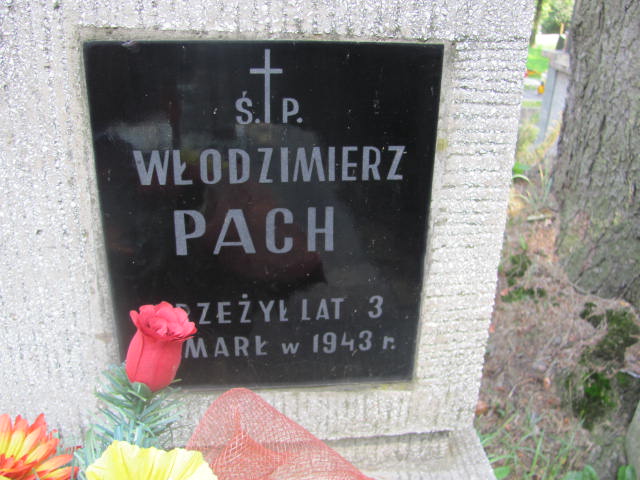 Ś.P.
WŁODZIMIERZ
PACH
RZEŻYŁ LAT 3
MARŁ w 1943 r.